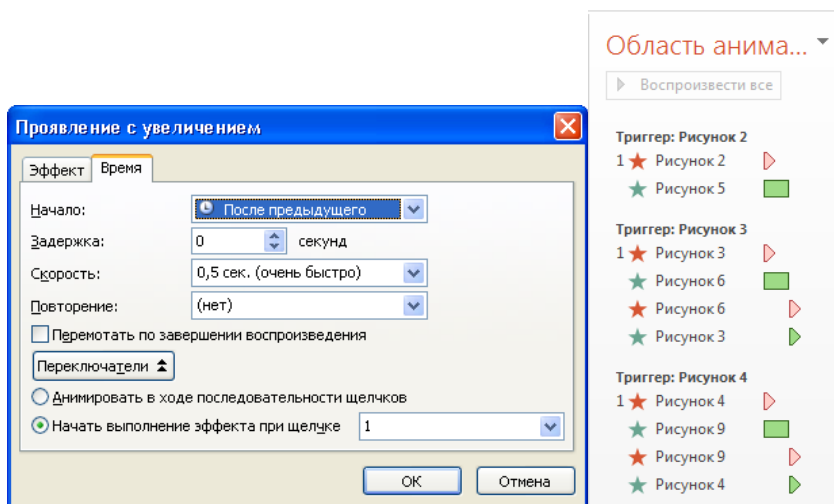 Проявление с увеличением
Эффект
Время
Начало:
После предыдущего
Задержка:
0
секунд
Скорость:
0,5 сек. (очень быстро)
Повторение:
(нет)
Перемотать по завершении воспроизведения
Переключатели
Анимировать в ходе последовательности щелчков
Начать выполнение эффекта при щелчке
1
ОК
Отмена
Область анима...
Воспроизвести все
Триггер: Рисунок 2
1 Рисунок 2
Рисунок 5
Триггер: Рисунок 3
1 Рисунок 3
Рисунок 6
Рисунок 6
Рисунок 3
Триггер: Рисунок 4
1 Рисунок 4
Рисунок 9
Рисунок 9
Рисунок 4